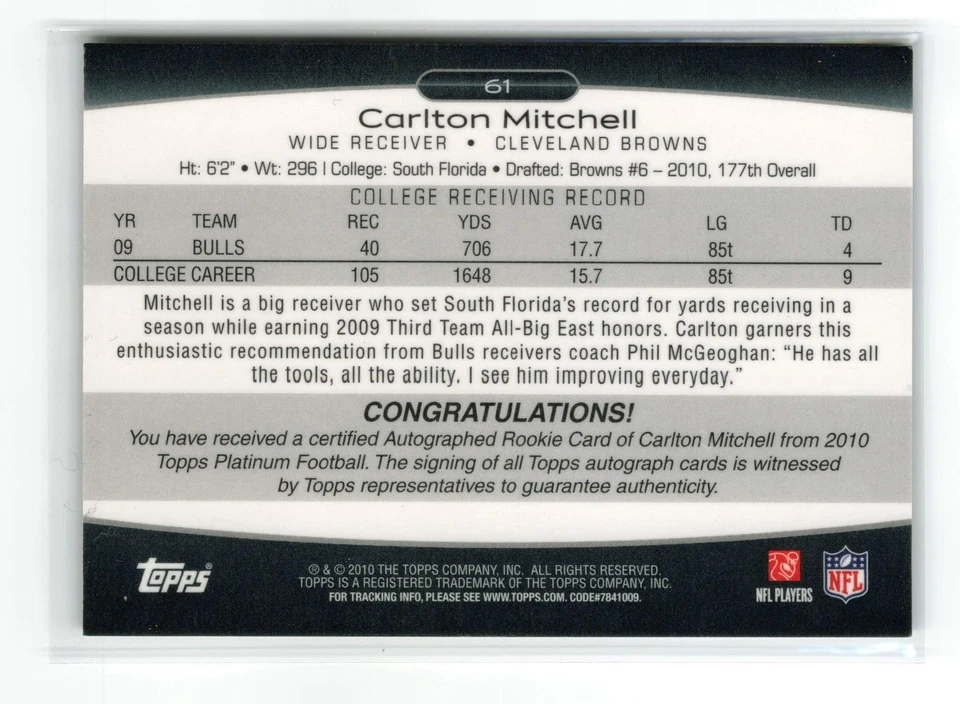 61
Carlton Mitchell
WIDE RECEIVER • CLEVELAND BROWNS
Ht: 6'2" • Wt: 296 | College: South Florida • Drafted: Browns #6 – 2010, 177th Overall
COLLEGE RECEIVING RECORD
YR TEAM REC YDS AVG LG TD
09 BULLS 40 706 17.7 85t 4
COLLEGE CAREER 105 1648 15.7 85t 9
Mitchell is a big receiver who set South Florida's record for yards receiving in a
season while earning 2009 Third Team All-Big East honors. Carlton garners this
enthusiastic recommendation from Bulls receivers coach Phil McGeoghan: “He has all
the tools, all the ability. I see him improving everyday.”
CONGRATULATIONS!
You have received a certified Autographed Rookie Card of Carlton Mitchell from 2010
Topps Platinum Football. The signing of all Topps autograph cards is witnessed
by Topps representatives to guarantee authenticity.
topps®
® & © 2010 THE TOPPS COMPANY, INC. ALL RIGHTS RESERVED.
TOPPS IS A REGISTERED TRADEMARK OF THE TOPPS COMPANY, INC.
FOR TRACKING INFO, PLEASE SEE WWW.TOPPS.COM. CODE#7841009.
NFL PLAYERS
NFL